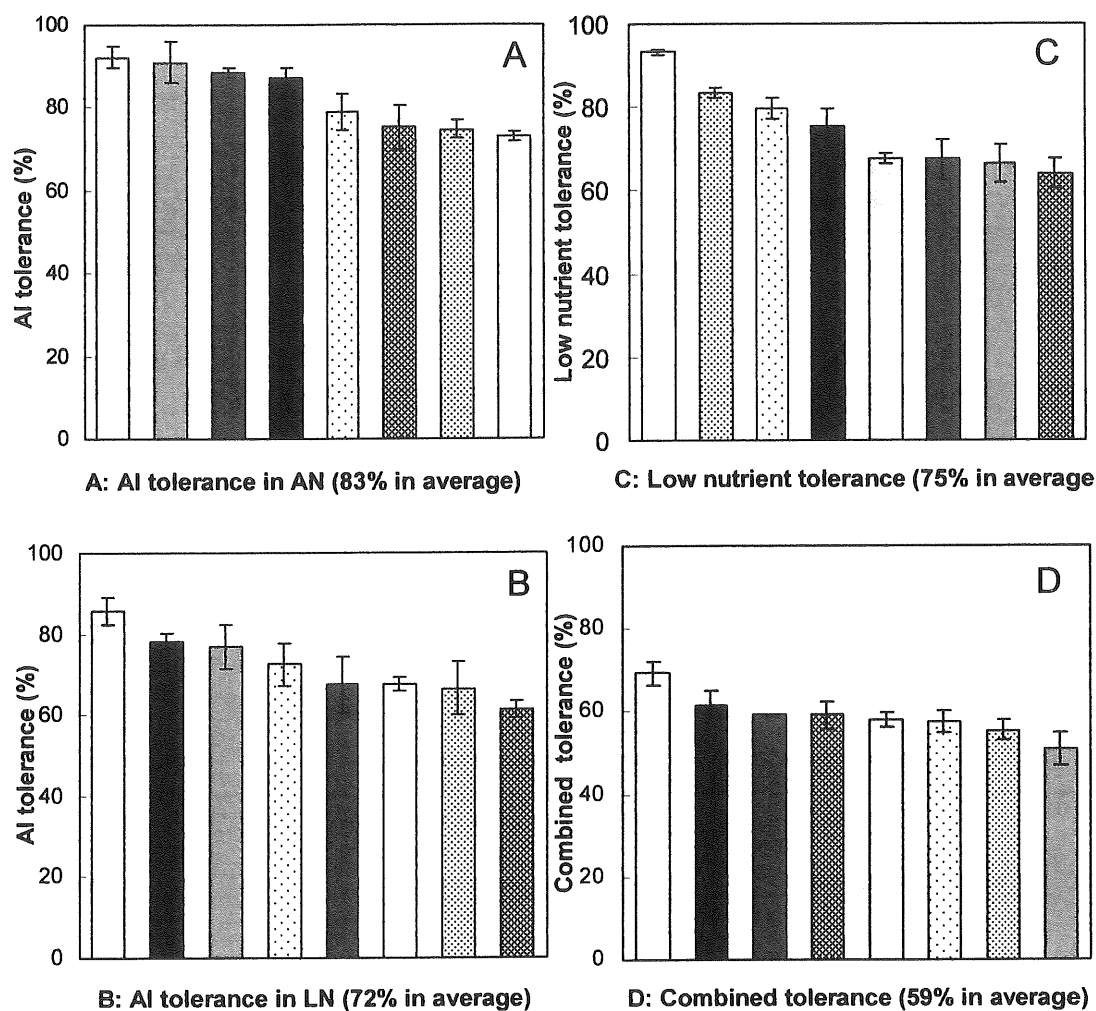 A
100
80
60
40
20
0
Al tolerance (%)
A: Al tolerance in AN (83% in average)
C
100
80
60
40
20
0
Low nutrient tolerance (%)
C: Low nutrient tolerance (75% in average
B
100
80
60
40
20
0
Al tolerance (%)
B: Al tolerance in LN (72% in average)
D
100
80
60
40
20
0
Combined tolerance (%)
D: Combined tolerance (59% in average)